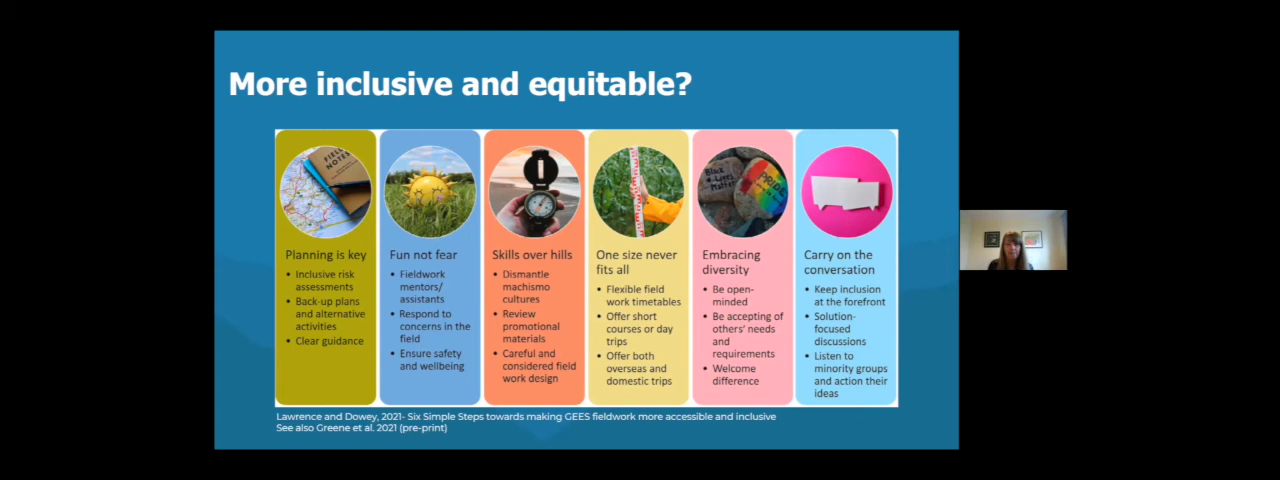 More inclusive and equitable?
FIELD
NOTES
Black
Lives
Matter
PRIDE
Planning is key
• Inclusive risk
assessments
• Back-up plans
and alternative
activities
• Clear guidance
Fun not fear
• Fieldwork
mentors/
assistants
• Respond to
concerns in the
field
• Ensure safety
and wellbeing
Skills over hills
• Dismantle
machismo
cultures
• Review
promotional
materials
• Careful and
considered field
work design
One size never
fits all
• Flexible field
work timetables
• Offer short
courses or day
trips
• Offer both
overseas and
domestic trips
Embracing
diversity
• Be open-
minded
• Be accepting of
others' needs
and
requirements
• Welcome
difference
Carry on the
conversation
• Keep inclusion
at the forefront
• Solution-
focused
discussions
• Listen to
minority groups
and action their
ideas
Lawrence and Dowey, 2021- Six Simple Steps towards making GEES fieldwork more accessible and inclusive
See also Greene et al. 2021 (pre-print)